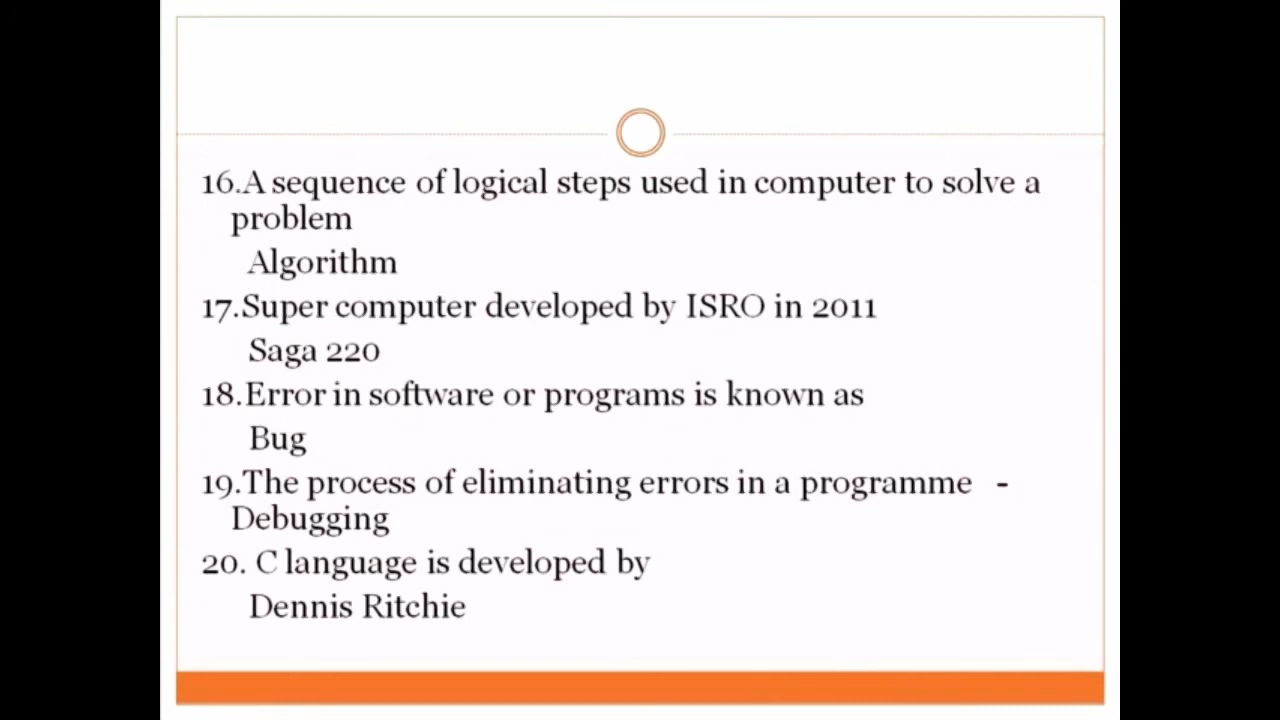 16.A sequence of logical steps used in computer to solve a
problem
Algorithm
17.Super computer developed by ISRO in 2011
Saga 220
18.Error in software or programs is known as
Bug
19.The process of eliminating errors in a programme -
Debugging
20. C language is developed by
Dennis Ritchie